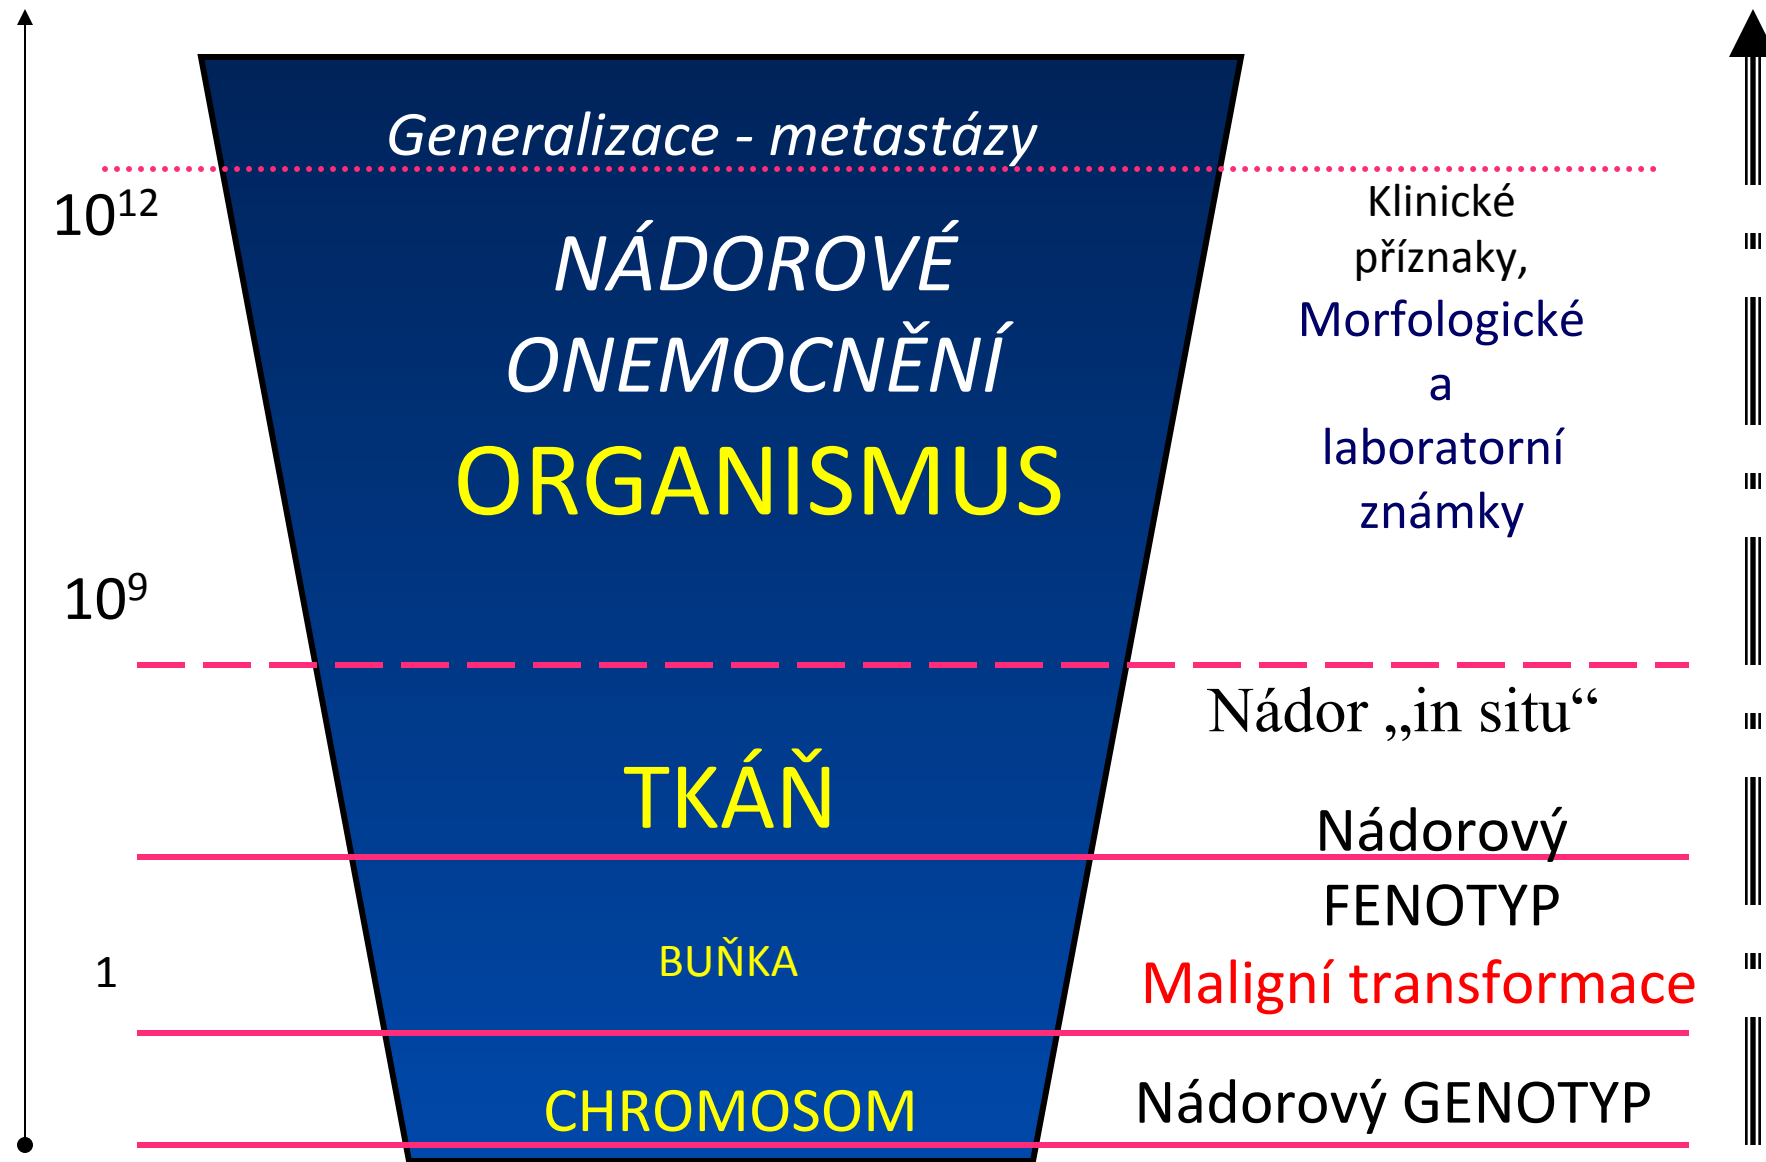 Generalizace - metastázy
10¹²
Klinické
příznaky,
NÁDOROVÉ
Morfologické
ONEMOCNĚNÍ
a
ORGANISMUS
laboratorní
známky
10⁹
Nádor „in situ“
TKÁŇ
Nádorový
FENOTYP
BUŇKA
1
Maligní transformace
CHROMOSOM
Nádorový GENOTYP